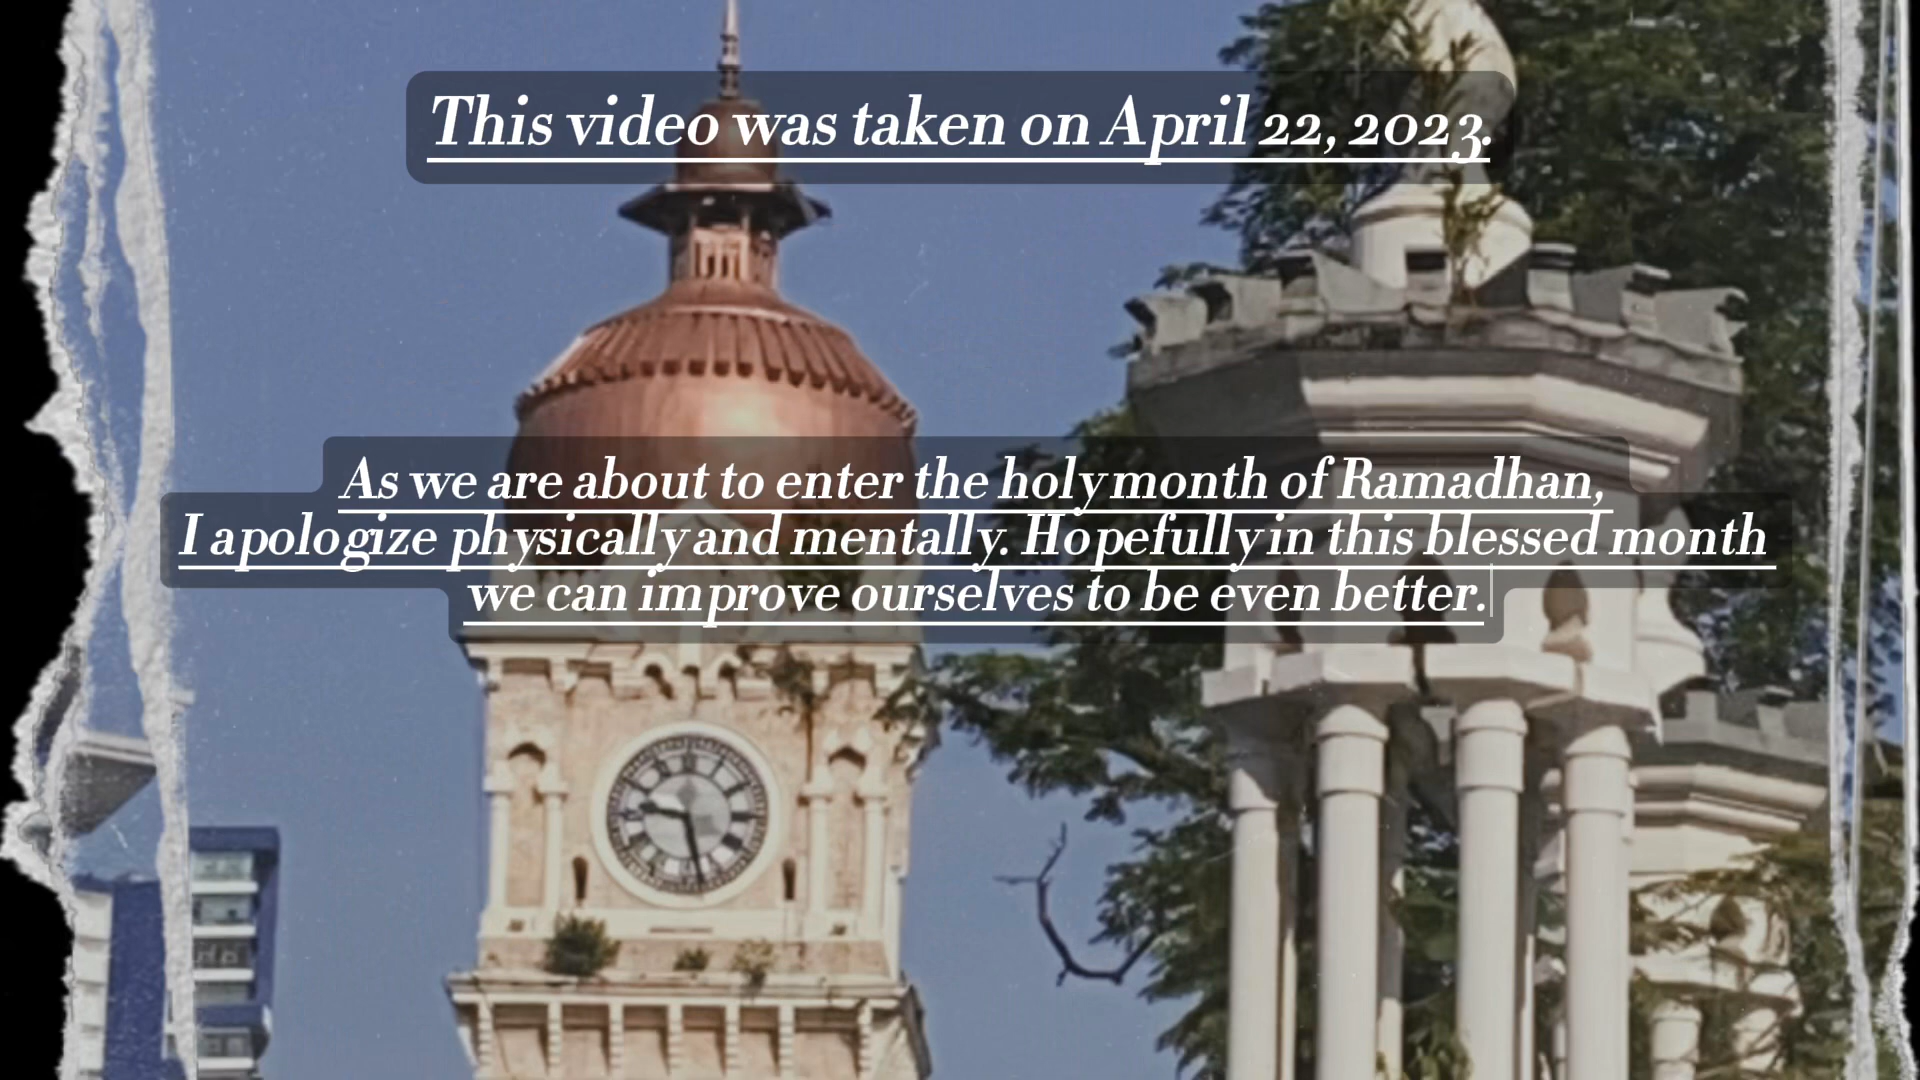 This video was taken on April 22, 2023.
As we are about to enter the holy month of Ramadhan,
I apologize physically and mentally. Hopefully in this blessed month
we can improve ourselves to be even better.